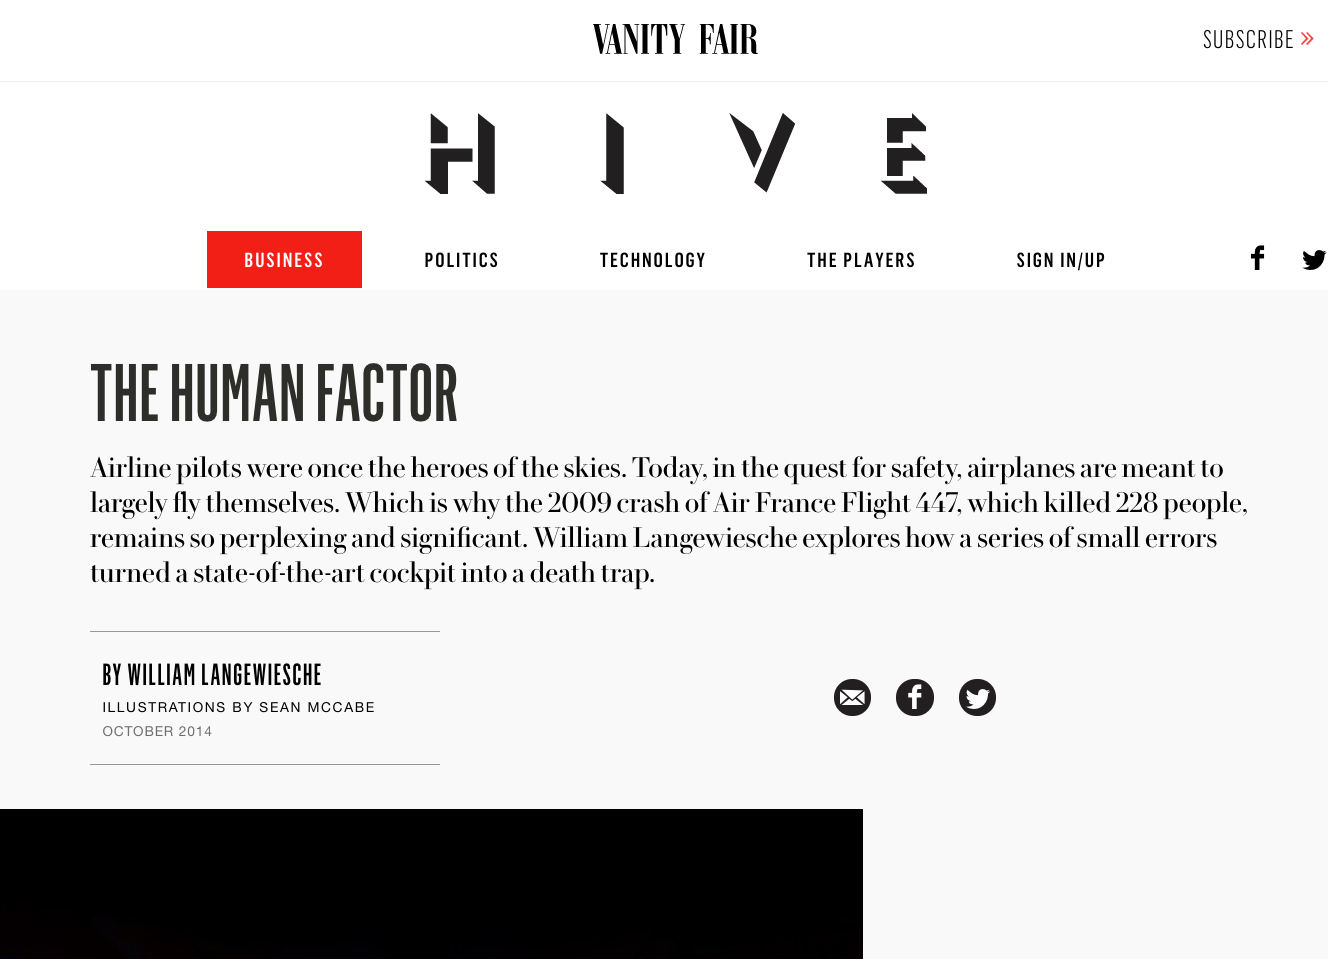 VANITY FAIR
SUBSCRIBE »
HIVE
BUSINESS POLITICS TECHNOLOGY THE PLAYERS SIGN IN/UP
THE HUMAN FACTOR
Airline pilots were once the heroes of the skies. Today, in the quest for safety, airplanes are meant to
largely fly themselves. Which is why the 2009 crash of Air France Flight 447, which killed 228 people,
remains so perplexing and significant. William Langewiesche explores how a series of small errors
turned a state-of-the-art cockpit into a death trap.
BY WILLIAM LANGEWIESCHE
ILLUSTRATIONS BY SEAN MCCABE
OCTOBER 2014